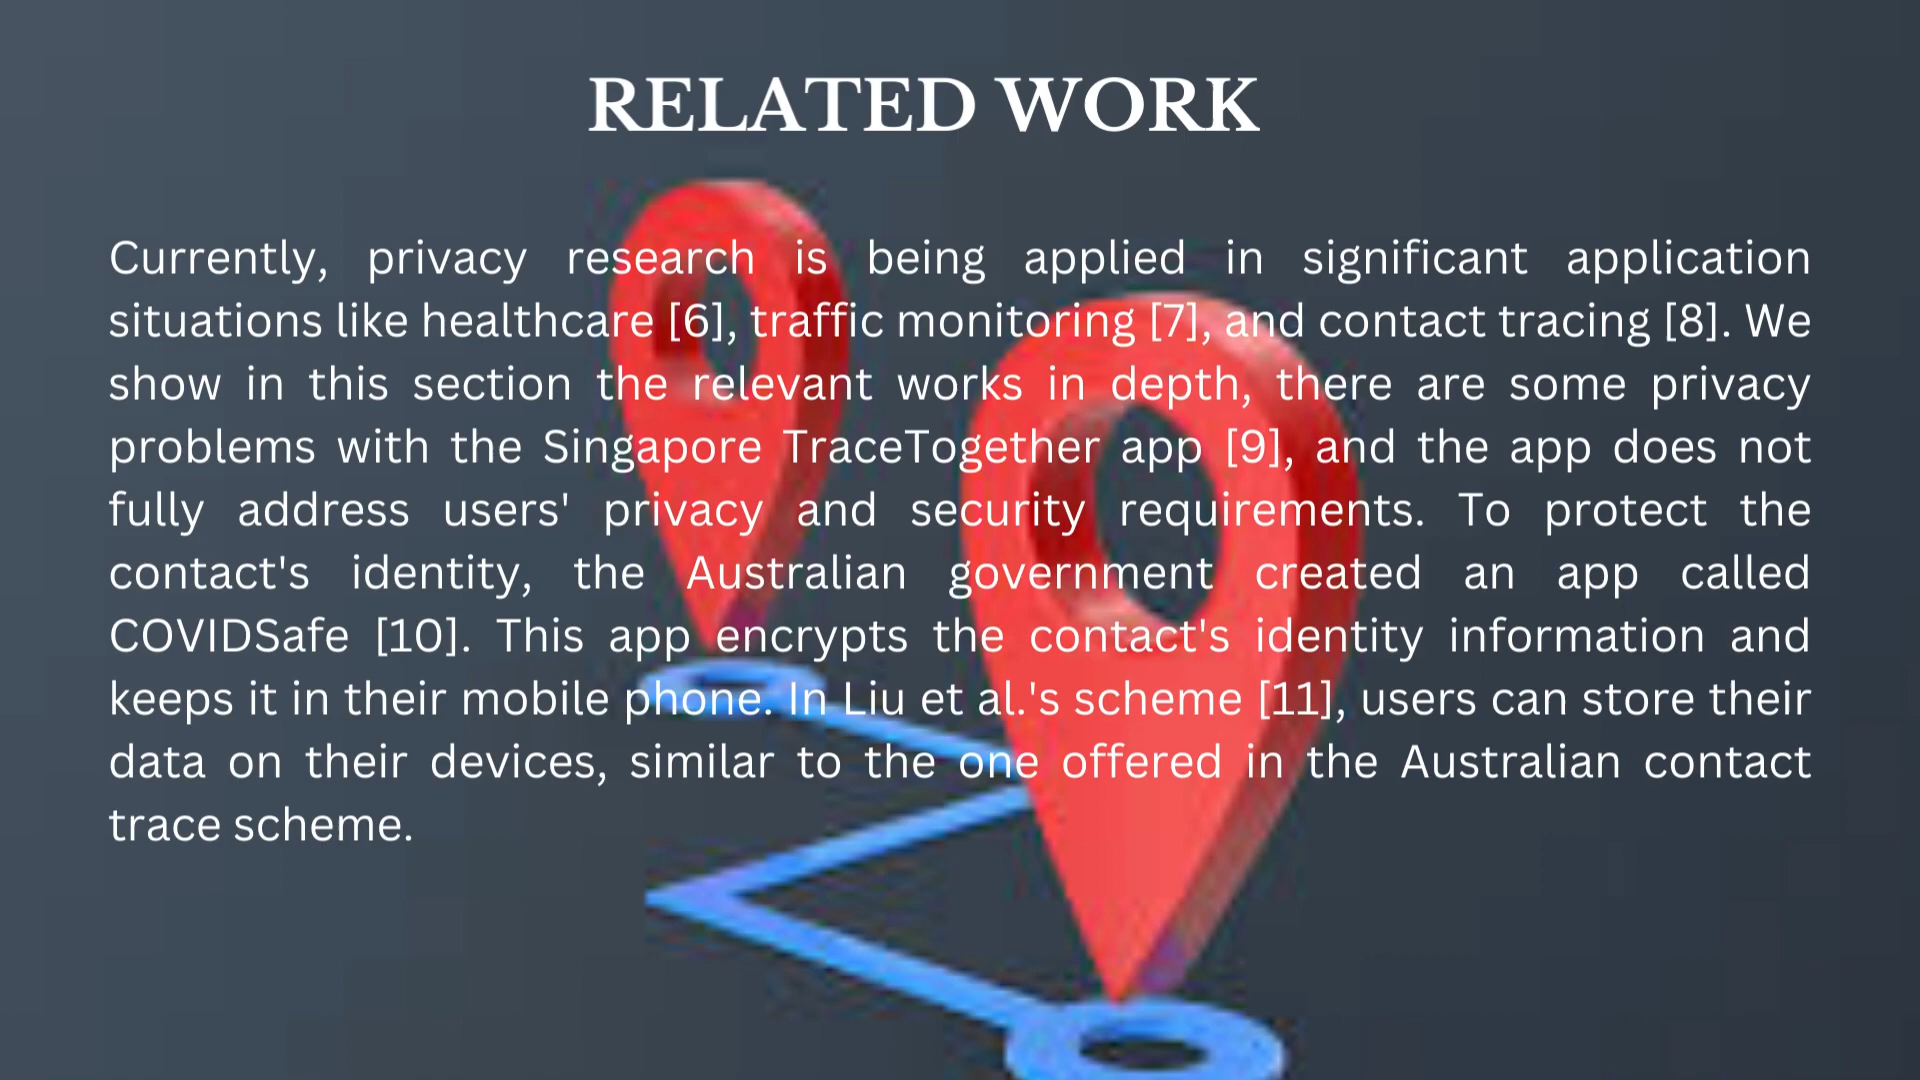 RELATED WORK
Currently, privacy research is being applied in significant application
situations like healthcare [6], traffic monitoring [7], and contact tracing [8]. We
show in this section the relevant works in depth, there are some privacy
problems with the Singapore TraceTogether app [9], and the app does not
fully address users' privacy and security requirements. To protect the
contact's identity, the Australian government created an app called
COVIDSafe [10]. This app encrypts the contact's identity information and
keeps it in their mobile phone. In Liu et al.'s scheme [11], users can store their
data on their devices, similar to the one offered in the Australian contact
trace scheme.